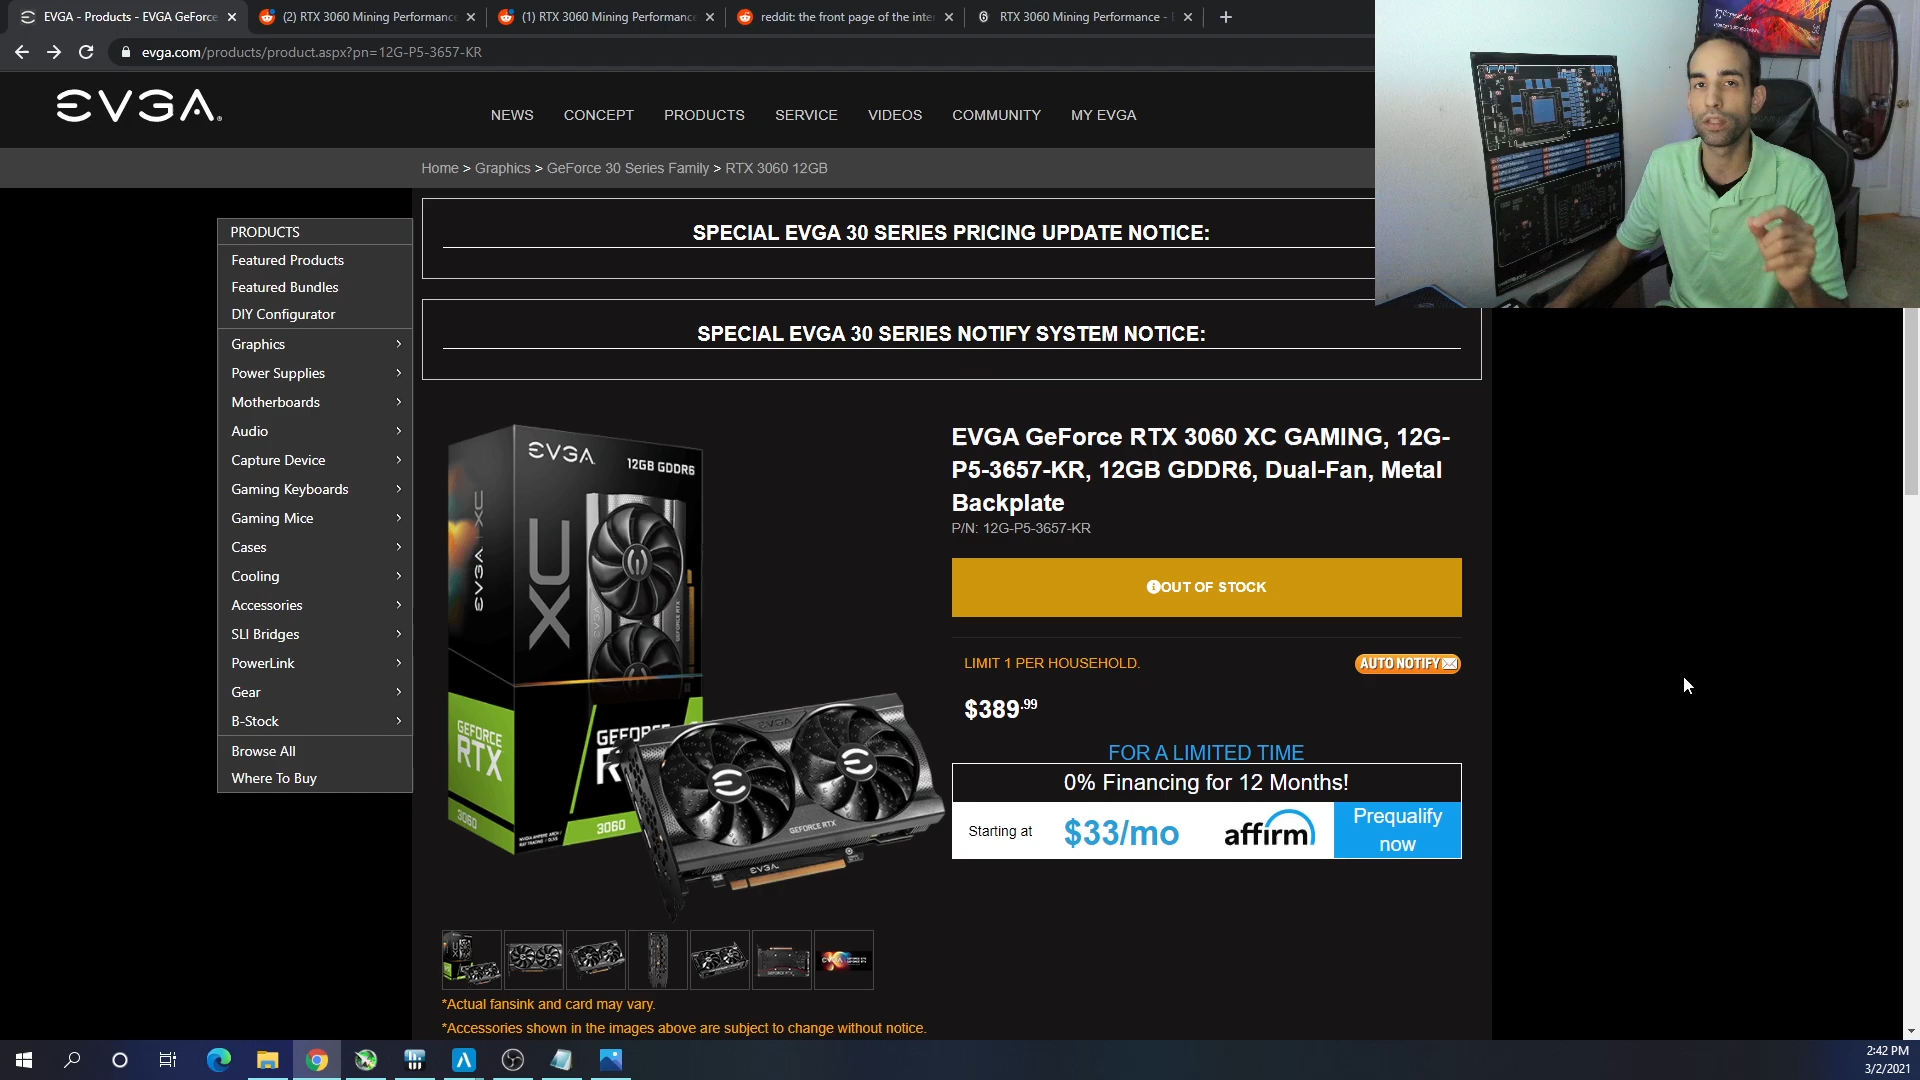 EVGA - Products - EVGA GeForce
(2) RTX 3060 Mining Performance
(1) RTX 3060 Mining Performance
reddit: the front page of the inter
RTX 3060 Mining Performance -
evga.com/products/product.aspx?pn=12G-P5-3657-KR
EVGA.
NEWS CONCEPT PRODUCTS SERVICE VIDEOS COMMUNITY MY EVGA
Home > Graphics > GeForce 30 Series Family > RTX 3060 12GB
SPECIAL EVGA 30 SERIES PRICING UPDATE NOTICE:
SPECIAL EVGA 30 SERIES NOTIFY SYSTEM NOTICE:
PRODUCTS
Featured Products
Featured Bundles
DIY Configurator
Graphics
Power Supplies
Motherboards
Audio
Capture Device
Gaming Keyboards
Gaming Mice
Cases
Cooling
Accessories
SLI Bridges
PowerLink
Gear
B-Stock
Browse All
Where To Buy
EVGA
12GB GDDR6
XC
EVGA XC
GEFORCE
RTX
3060
GEFORCE
3060
EVGA
GEFORCE RTX
EVGA
EVGA GeForce RTX 3060 XC GAMING, 12G-
P5-3657-KR, 12GB GDDR6, Dual-Fan, Metal
Backplate
P/N: 12G-P5-3657-KR
OUT OF STOCK
LIMIT 1 PER HOUSEHOLD.
AUTO NOTIFY
$389.99
FOR A LIMITED TIME
0% Financing for 12 Months!
Starting at $33/mo affirm
Prequalify
now
*Actual fansink and card may vary.
*Accessories shown in the images above are subject to change without notice.
2:42 PM
3/2/2021